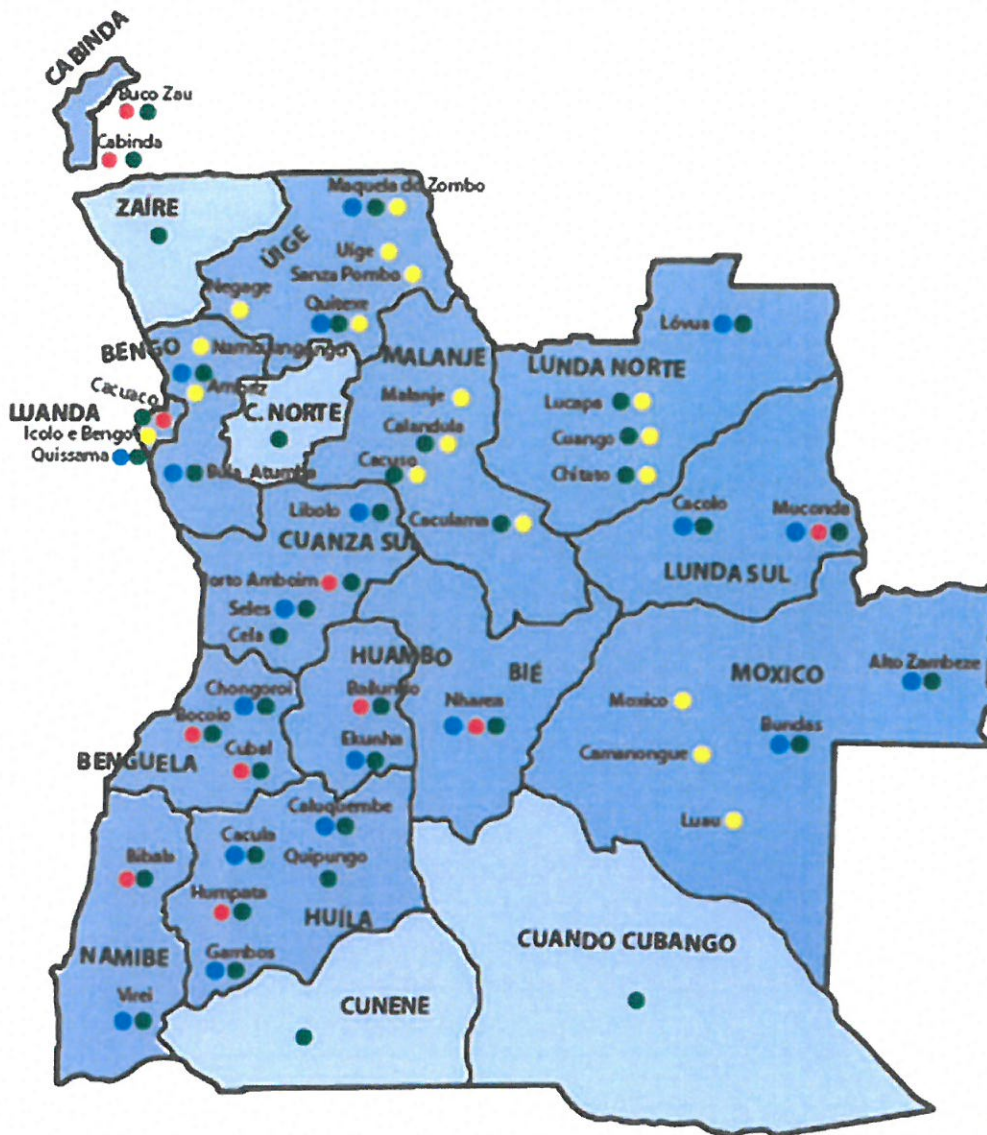 CABINDA
Buco Zau
Cabinda
ZAÍRE
Maquela do Zombo
ÚIGE
Uíge
Sanza Pombo
Negage
Quitexe
BENGO
Nambuangongo
Ambriz
MALANJE
Malanje
Calandula
Cacuso
Caculama
LUNDA NORTE
Lóvua
Lucapa
Cuango
Chitato
Cacuaco
LUANDA
Icolo e Bengo
Quissama
C. NORTE
Bula Atumba
Libolo
CUANZA SUL
orto Amboim
Seles
Cela
Cacolo
Muconda
LUNDA SUL
HUAMBO
Bailundo
Ekunha
BIÉ
Nharea
MOXICO
Alto Zambeze
Moxico
Bundas
Camanongue
Luau
Chongoroi
Bocoio
Cubal
BENGUELA
Caluqbembe
Cacula
Quipungo
Humpata
HUÍLA
Gambos
Bibala
NAMIBE
Virei
CUNENE
CUANDO CUBANGO